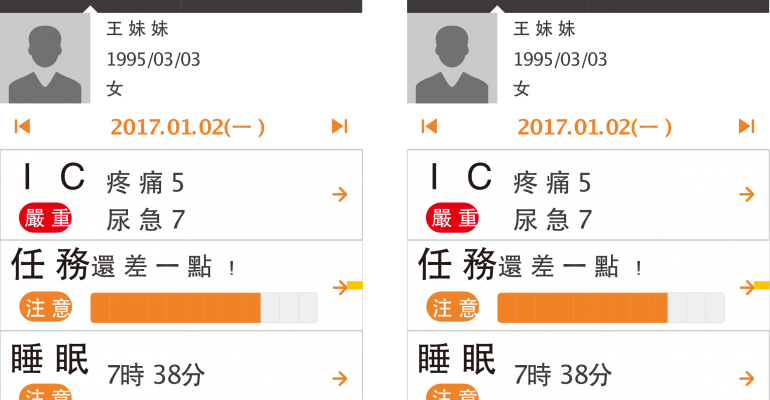 王妹妹
1995/03/03
女
2017.01.02(一)
IC
疼痛5
嚴重
尿急7
任務
還差一點！
注意
睡眠
7時38分
注意
王妹妹
1995/03/03
女
2017.01.02(一)
IC
疼痛5
嚴重
尿急7
任務
還差一點！
注意
睡眠
7時38分
注意